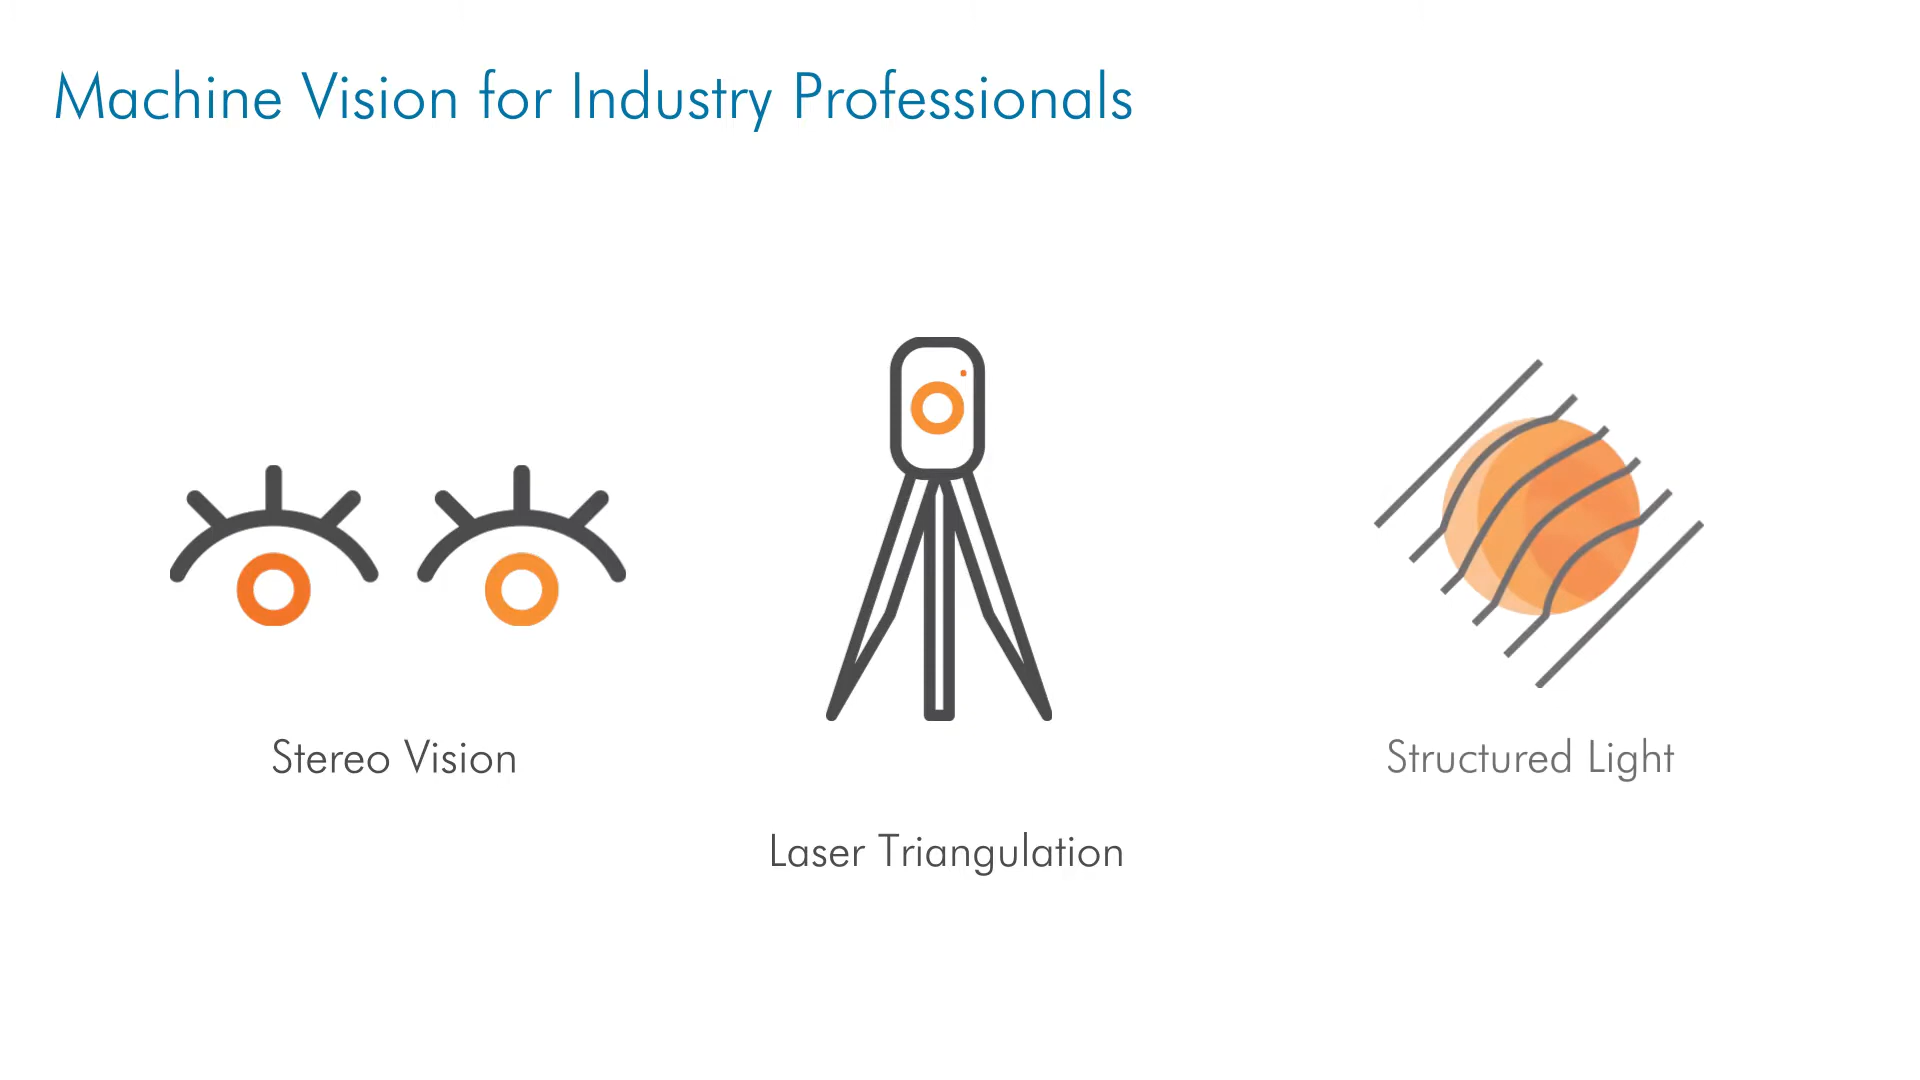 Machine Vision for Industry Professionals
Stereo Vision
Laser Triangulation
Structured Light